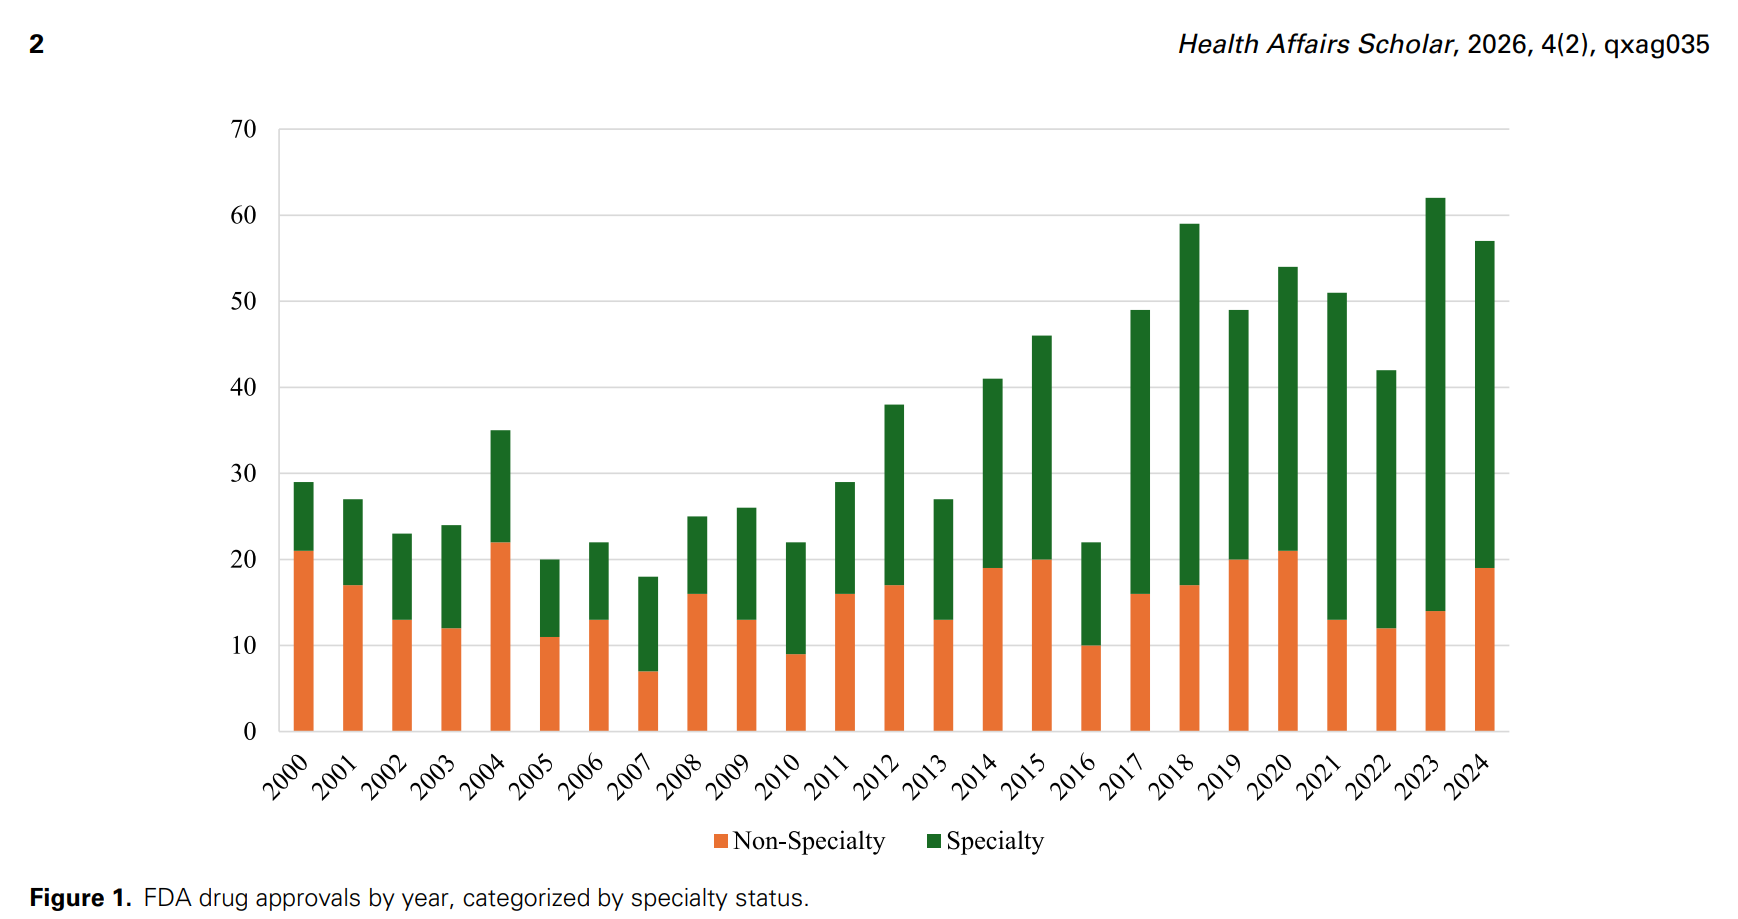 2
Health Affairs Scholar, 2026, 4(2), qxag035
70
60
50
40
30
20
10
0
2000 2001 2002 2003 2004 2005 2006 2007 2008 2009 2010 2011 2012 2013 2014 2015 2016 2017 2018 2019 2020 2021 2022 2023 2024
Non-Specialty Specialty
Figure 1. FDA drug approvals by year, categorized by specialty status.